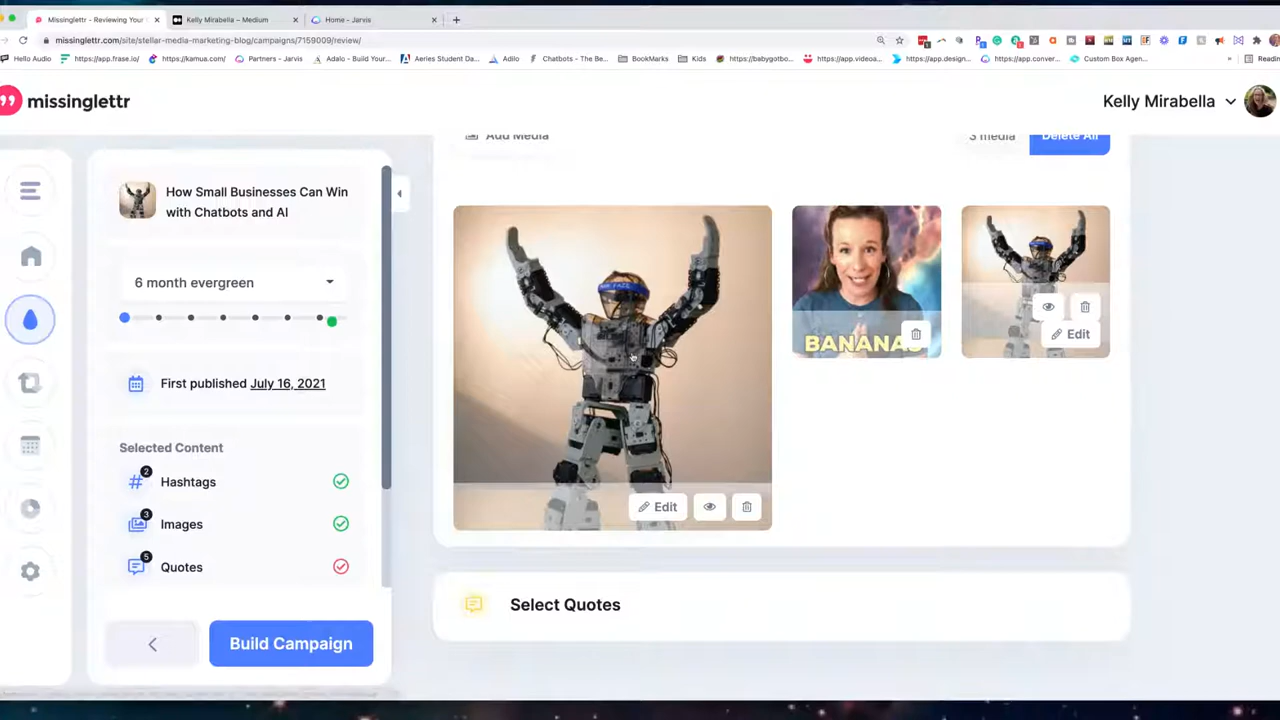 Missinglettr - Reviewing Your
Kelly Mirabella – Medium
Home - Jarvis
missinglettr.com/site/stellar-media-marketing-blog/campaigns/7159009/review/
Hello Audio
https://app.frase.io/
https://kamua.com/
Partners - Jarvis
Adalo - Build Your...
Aeries Student Da...
Adilo
Chatbots - The Be...
BookMarks
Kids
https://babygotbo...
https://app.videoa...
https://app.design...
https://app.conver...
Custom Box Agen...
Readin
missinglettr
Kelly Mirabella
Add Media
3 media
Delete All
How Small Businesses Can Win
with Chatbots and AI
6 month evergreen
First published July 16, 2021
Selected Content
2
Hashtags
3
Images
5
Quotes
Build Campaign
BANANAS
Edit
Edit
Select Quotes